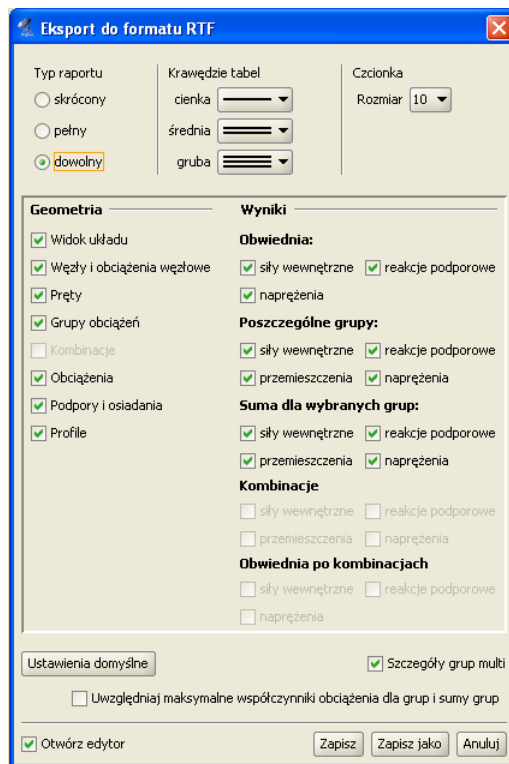 Eksport do formatu RTF
Typ raportu
Krawędzie tabel
Czcionka
skrócony
cienka
Rozmiar 10
pełny
średnia
dowolny
gruba
Geometria
Wyniki
Widok układu
Obwiednia:
Węzły i obciążenia węzłowe
siły wewnętrzne
reakcje podporowe
Pręty
naprężenia
Grupy obciążeń
Poszczególne grupy:
Kombinacje
siły wewnętrzne
reakcje podporowe
Obciążenia
przemieszczenia
naprężenia
Podpory i osiadania
Suma dla wybranych grup:
Profile
siły wewnętrzne
reakcje podporowe
przemieszczenia
naprężenia
Kombinacje
siły wewnętrzne
reakcje podporowe
przemieszczenia
naprężenia
Obwiednia po kombinacjach
siły wewnętrzne
reakcje podporowe
naprężenia
Ustawienia domyślne
Szczegóły grup multi
Uwzględniaj maksymalne współczynniki obciążenia dla grup i sumy grup
Otwórz edytor
Zapisz
Zapisz jako
Anuluj